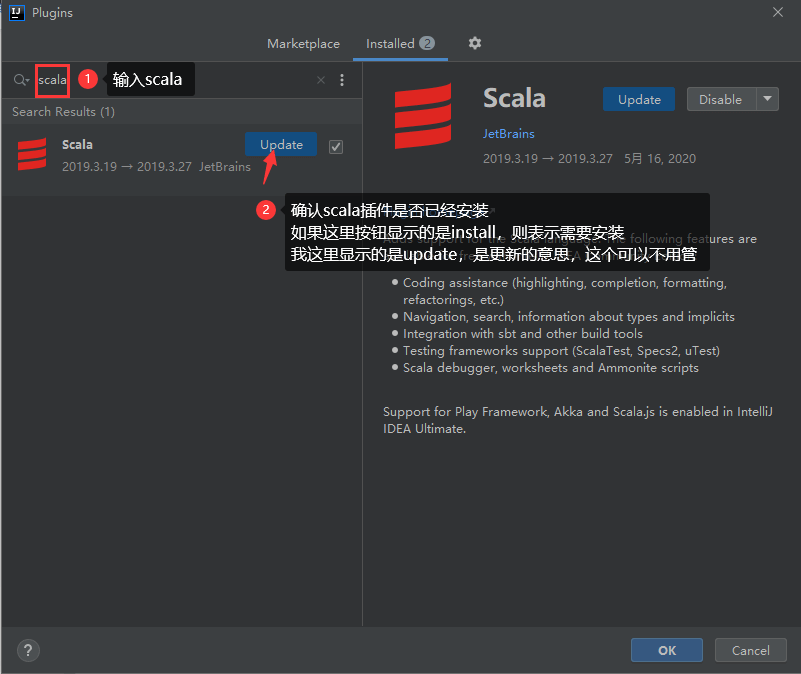 IJ
Plugins
Marketplace
Installed 2
scala
1
输入scala
Search Results (1)
Scala
Update
2019.3.19 → 2019.3.27 JetBrains
2
确认scala插件是否已经安装
如果这里按钮显示的是install，则表示需要安装
我这里显示的是update，是更新的意思，这个可以不用管
Scala
Update
Disable
JetBrains
2019.3.19 → 2019.3.27 5月 16, 2020
Adds support for the Scala language. The following features are
Coding assistance (highlighting, completion, formatting,
refactorings, etc.)
Navigation, search, information about types and implicits
Integration with sbt and other build tools
Testing frameworks support (ScalaTest, Specs2, uTest)
Scala debugger, worksheets and Ammonite scripts
Support for Play Framework, Akka and Scala.js is enabled in IntelliJ
IDEA Ultimate.
?
OK
Cancel